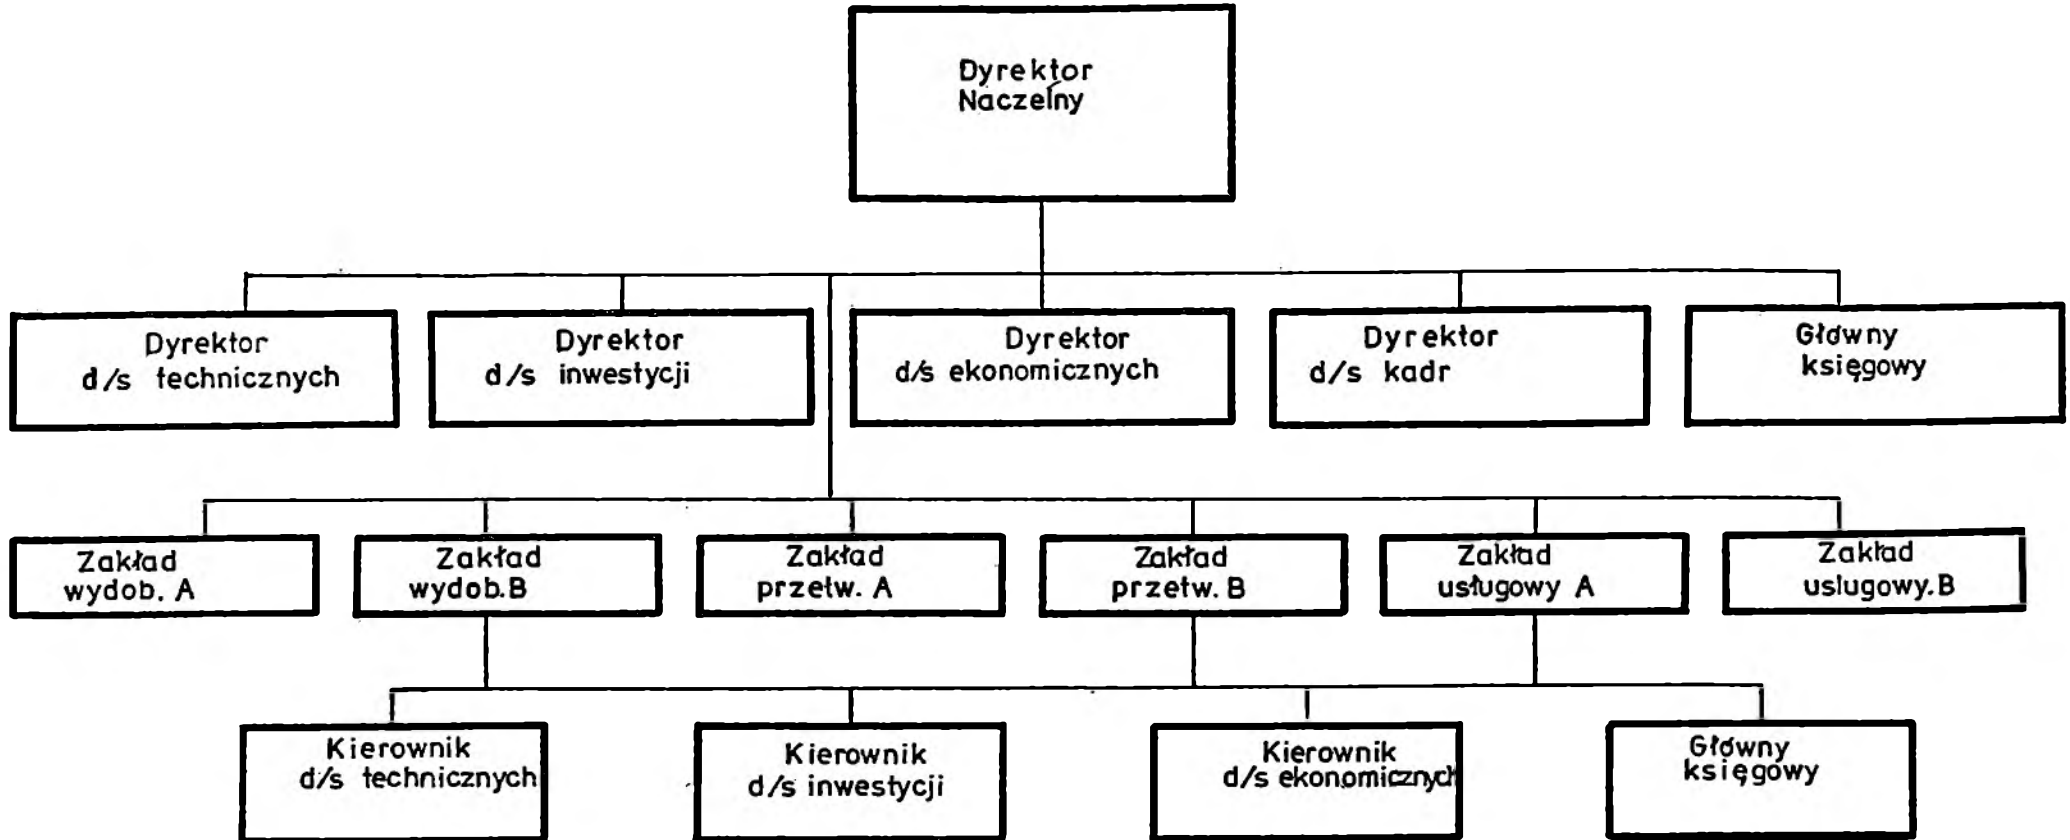 Dyrektor
Naczelny
Dyrektor
d/s technicznych
Dyrektor
d/s inwestycji
Dyrektor
d/s ekonomicznych
Dyrektor
d/s kadr
Główny
księgowy
Zakład
wydob. A
Zakład
wydob.B
Zakład
przetw. A
Zakład
przetw. B
Zakład
usługowy A
Zakład
uslugowy.B
Kierownik
d/s technicznych
Kierownik
d/s inwestycji
Kierownik
d/s ekonomicznych
Główny
księgowy